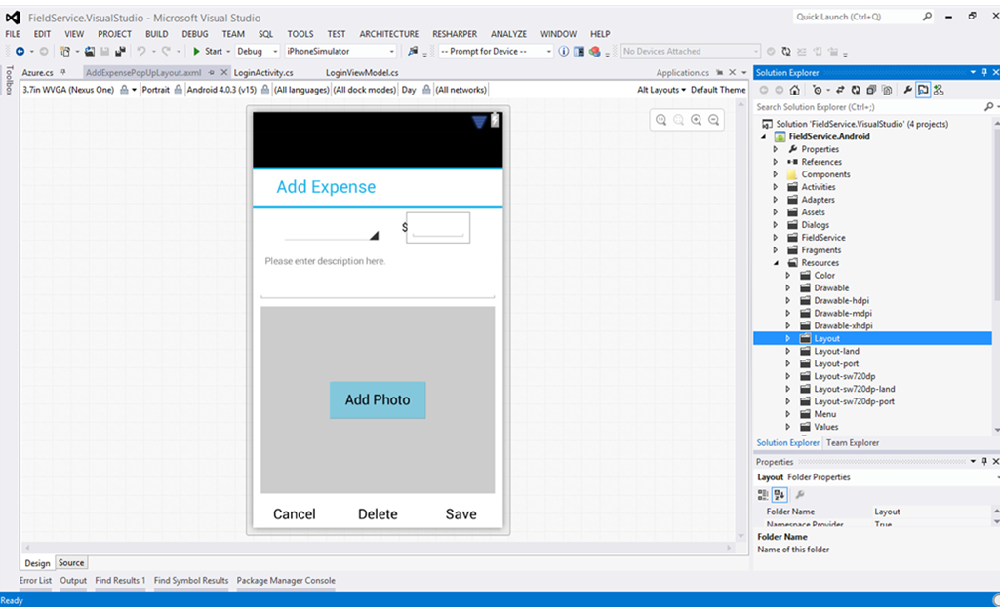 FieldService.VisualStudio - Microsoft Visual Studio
Quick Launch (Ctrl+Q)
FILE EDIT VIEW PROJECT BUILD DEBUG TEAM SQL TOOLS TEST ARCHITECTURE RESHARPER ANALYZE WINDOW HELP
Start Debug iPhoneSimulator -- Prompt for Device -- No Devices Attached
Toolbox
Azure.cs AddExpensePopUpLayout.axml LoginActivity.cs LoginViewModel.cs Application.cs
3.7in WVGA (Nexus One) Portrait Android 4.0.3 (v15) (All languages) (All dock modes) Day (All networks) Alt Layouts Default Theme
Add Expense
$
Please enter description here.
Add Photo
Cancel Delete Save
Design Source
Solution Explorer
Search Solution Explorer (Ctrl+;)
Solution 'FieldService.VisualStudio' (4 projects)
FieldService.Android
Properties
References
Components
Activities
Adapters
Assets
Dialogs
FieldService
Fragments
Resources
Color
Drawable
Drawable-hdpi
Drawable-mdpi
Drawable-xhdpi
Layout
Layout-land
Layout-port
Layout-sw720dp
Layout-sw720dp-land
Layout-sw720dp-port
Menu
Values
Solution Explorer Team Explorer
Properties
Layout Folder Properties
Folder Name Layout
Namespace Provider True
Folder Name
Name of this folder
Error List Output Find Results 1 Find Symbol Results Package Manager Console
Ready